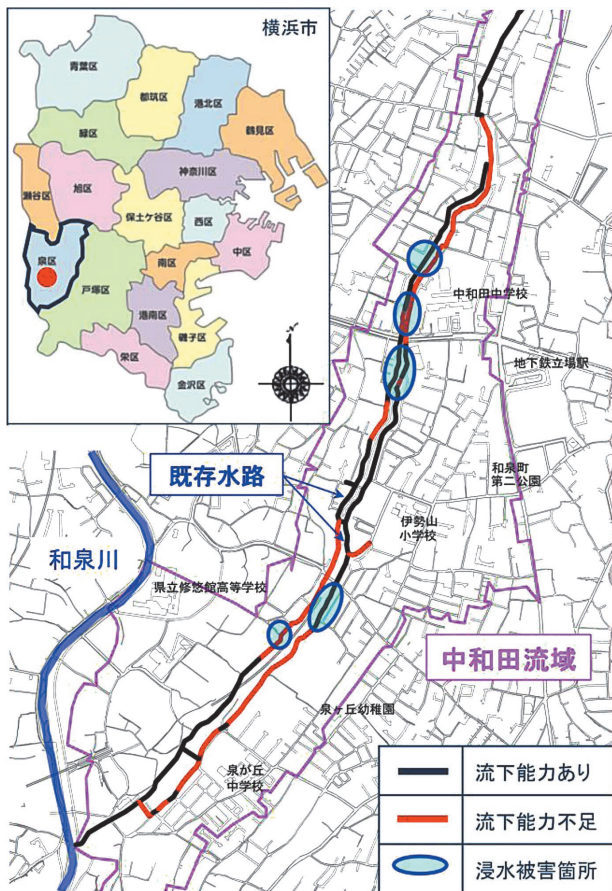 横浜市
青葉区
都筑区
港北区
鶴見区
緑区
神奈川区
瀬谷区
旭区
保土ケ谷区
西区
中区
泉区
戸塚区
南区
港南区
磯子区
栄区
金沢区
中和田中学校
地下鉄立場駅
既存水路
和泉町
第二公園
伊勢山
小学校
和泉川
県立修悠館高等学校
中和田流域
泉ヶ丘幼稚園
泉が丘
中学校
流下能力あり
流下能力不足
浸水被害箇所